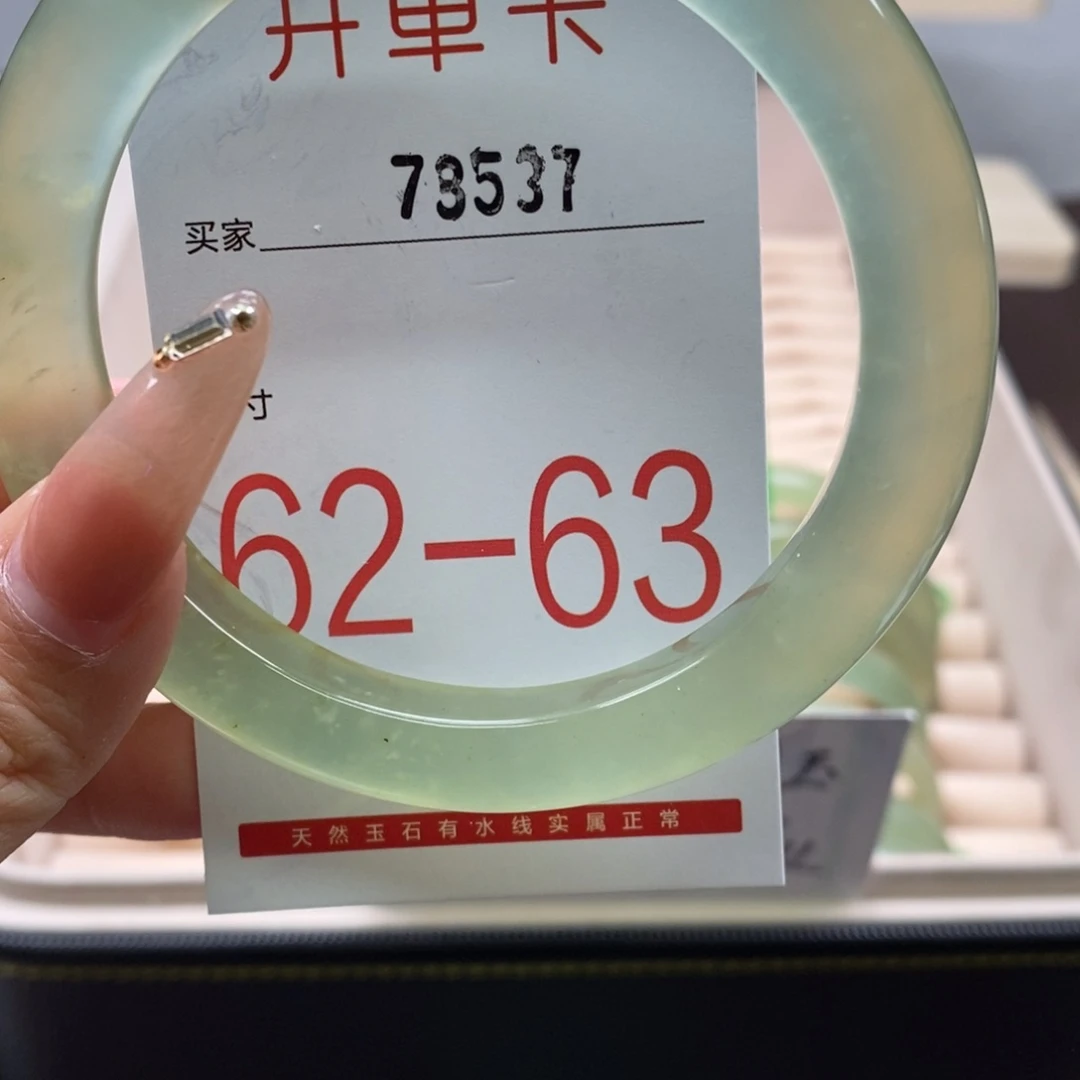 开单卡
78537
买家
寸
62-63
天然玉石有水线实属正常